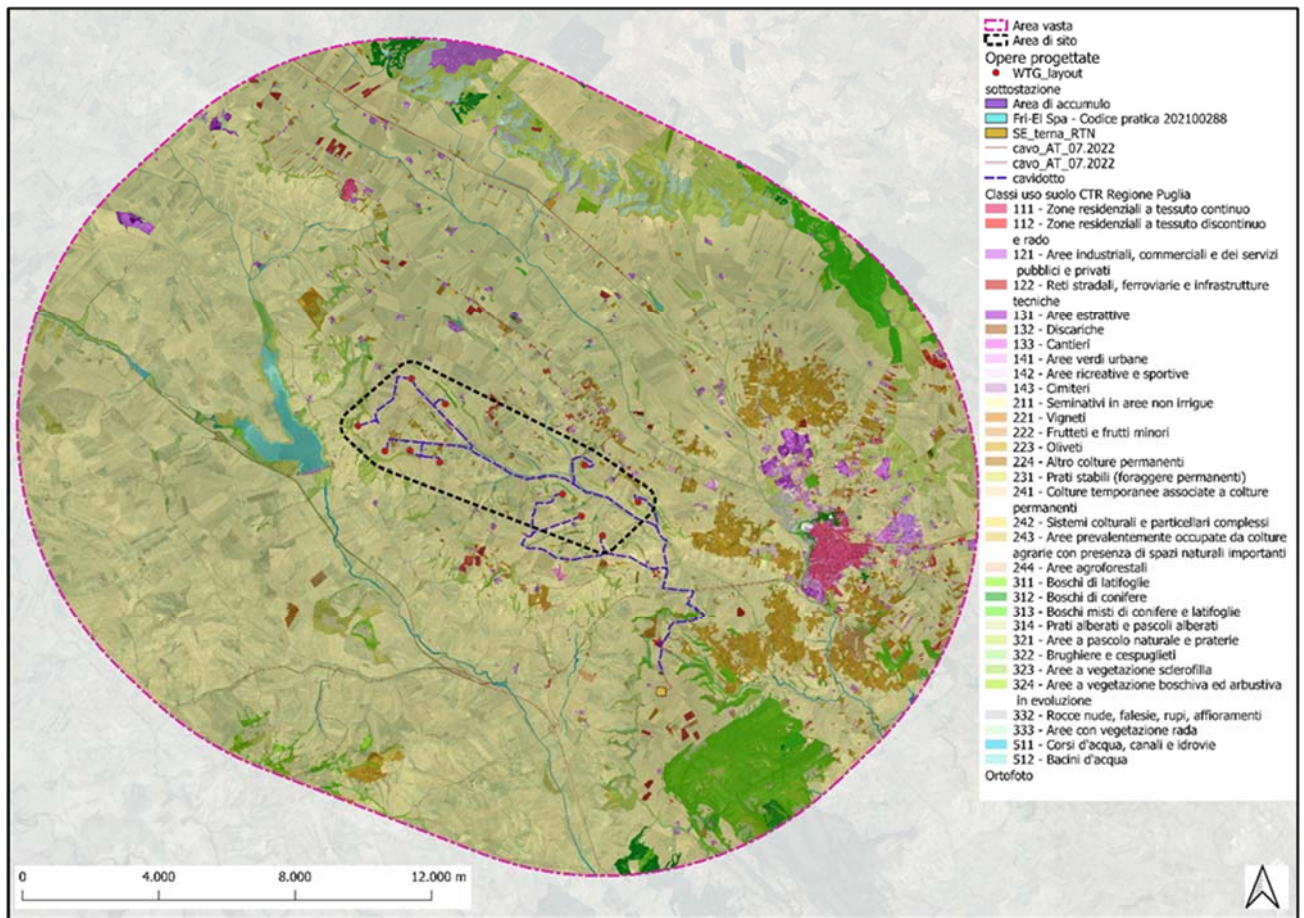 Area vasta
Area di sito
Opere progettate
WTG_layout
sottostazione
Area di accumulo
Fri-El Spa - Codice pratica 202100288
SE_terna_RTN
cavo_AT_07.2022
cavo_AT_07.2022
cavidotto
Classi uso suolo CTR Regione Puglia
111 - Zone residenziali a tessuto continuo
112 - Zone residenziali a tessuto discontinuo
e rado
121 - Aree industriali, commerciali e dei servizi
pubblici e privati
122 - Reti stradali, ferroviarie e infrastrutture
tecniche
131 - Aree estrattive
132 - Discariche
133 - Cantieri
141 - Aree verdi urbane
142 - Aree ricreative e sportive
143 - Cimiteri
211 - Seminativi in aree non irrigue
221 - Vigneti
222 - Frutteti e frutti minori
223 - Oliveti
224 - Altro colture permanenti
231 - Prati stabili (foraggere permanenti)
241 - Colture temporanee associate a colture
permanenti
242 - Sistemi colturali e particellari complessi
243 - Aree prevalentemente occupate da colture
agrarie con presenza di spazi naturali importanti
244 - Aree agroforestali
311 - Boschi di latifoglie
312 - Boschi di conifere
313 - Boschi misti di conifere e latifoglie
314 - Prati alberati e pascoli alberati
321 - Aree a pascolo naturale e praterie
322 - Brughiere e cespuglieti
323 - Aree a vegetazione sclerofilla
324 - Aree a vegetazione boschiva ed arbustiva
in evoluzione
332 - Rocce nude, falesie, rupi, affioramenti
333 - Aree con vegetazione rada
511 - Corsi d'acqua, canali e idrovie
512 - Bacini d'acqua
Ortofoto
0 4.000 8.000 12.000 m